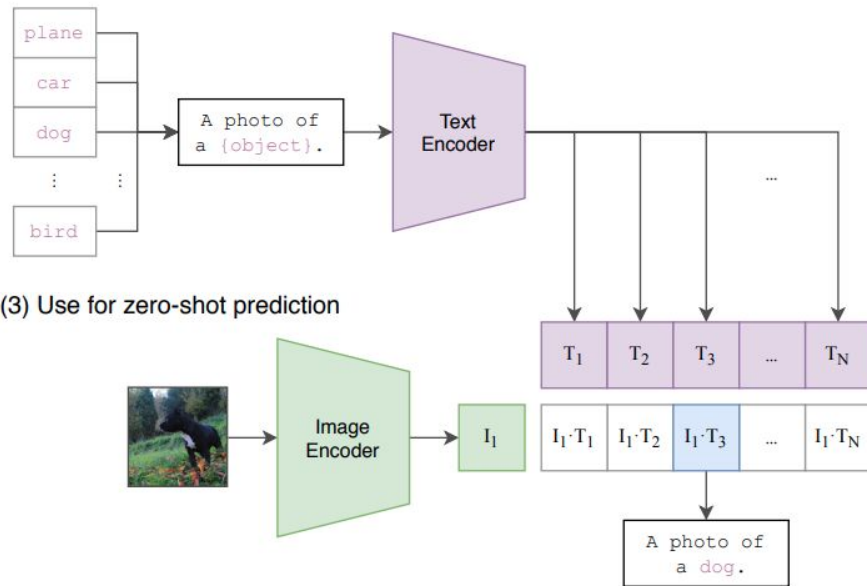 plane
car
dog
⋮ ⋮
bird
A photo of
a {object}.
Text
Encoder
...
(3) Use for zero-shot prediction
T1 T2 T3 ... TN
Image
Encoder
I1
I1·T1 I1·T2 I1·T3 ... I1·TN
A photo of
a dog.